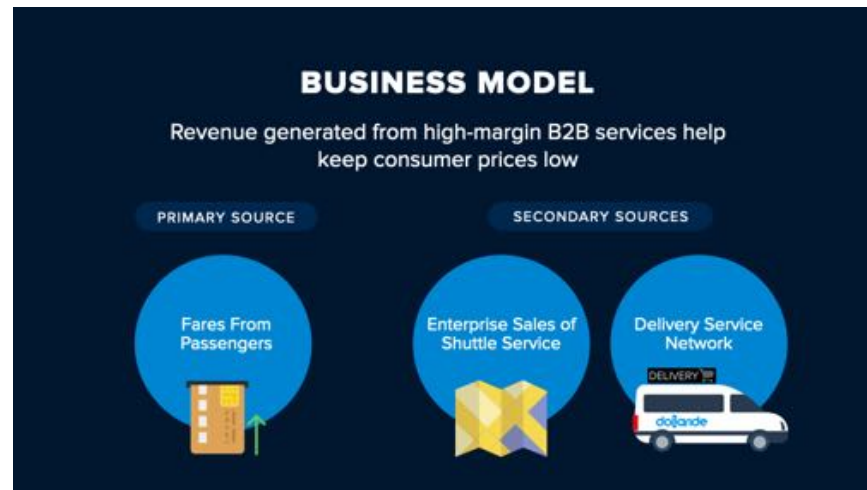 BUSINESS MODEL
Revenue generated from high-margin B2B services help
keep consumer prices low
PRIMARY SOURCE
SECONDARY SOURCES
Fares From
Passengers
Enterprise Sales of
Shuttle Service
Delivery Service
Network
DELIVERY